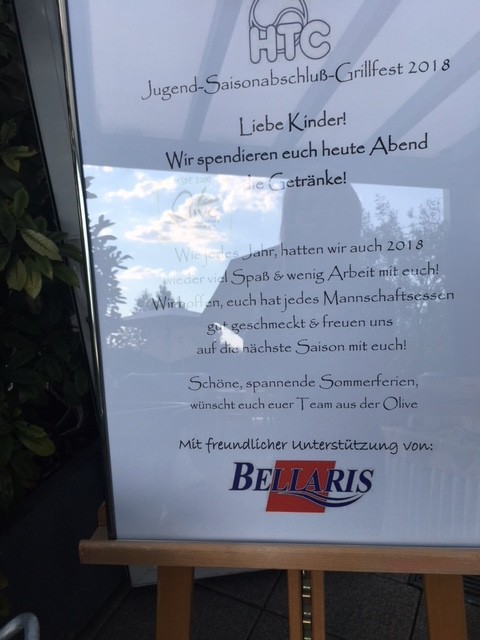 HTC
Jugend-Saisonabschluß-Grillfest 2018
Liebe Kinder!
Wir spendieren euch heute Abend
die Getränke!
Wie jedes Jahr, hatten wir auch 2018
wieder viel Spaß & wenig Arbeit mit euch!
Wir hoffen, euch hat jedes Mannschaftsessen
gut geschmeckt & freuen uns
auf die nächste Saison mit euch!
Schöne, spannende Sommerferien,
wünscht euch euer Team aus der Olive
Mit freundlicher Unterstützung von:
BELLARIS